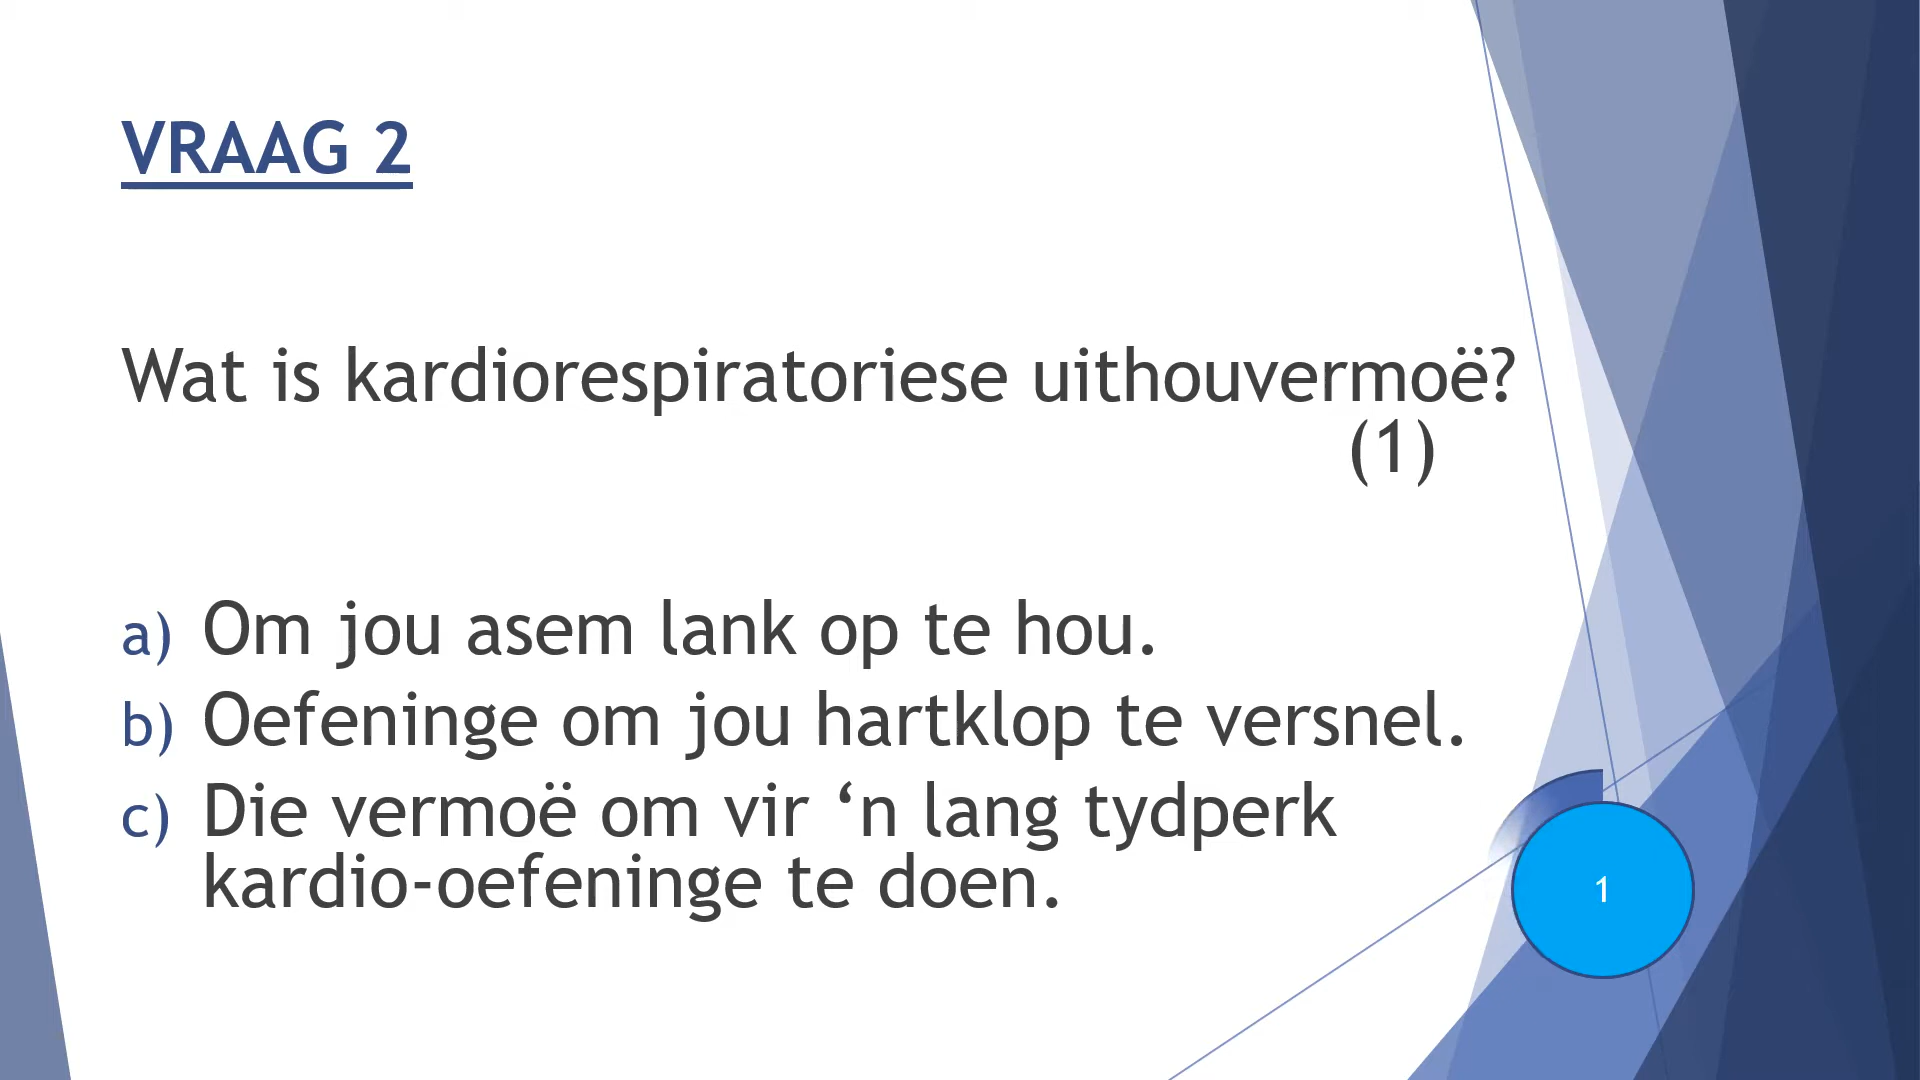 VRAAG 2
Wat is kardiorespiratoriese uithouvermoë?
(1)
a) Om jou asem lank op te hou.
b) Oefeninge om jou hartklop te versnel.
c) Die vermoë om vir ‘n lang tydperk
kardio-oefeninge te doen.
1